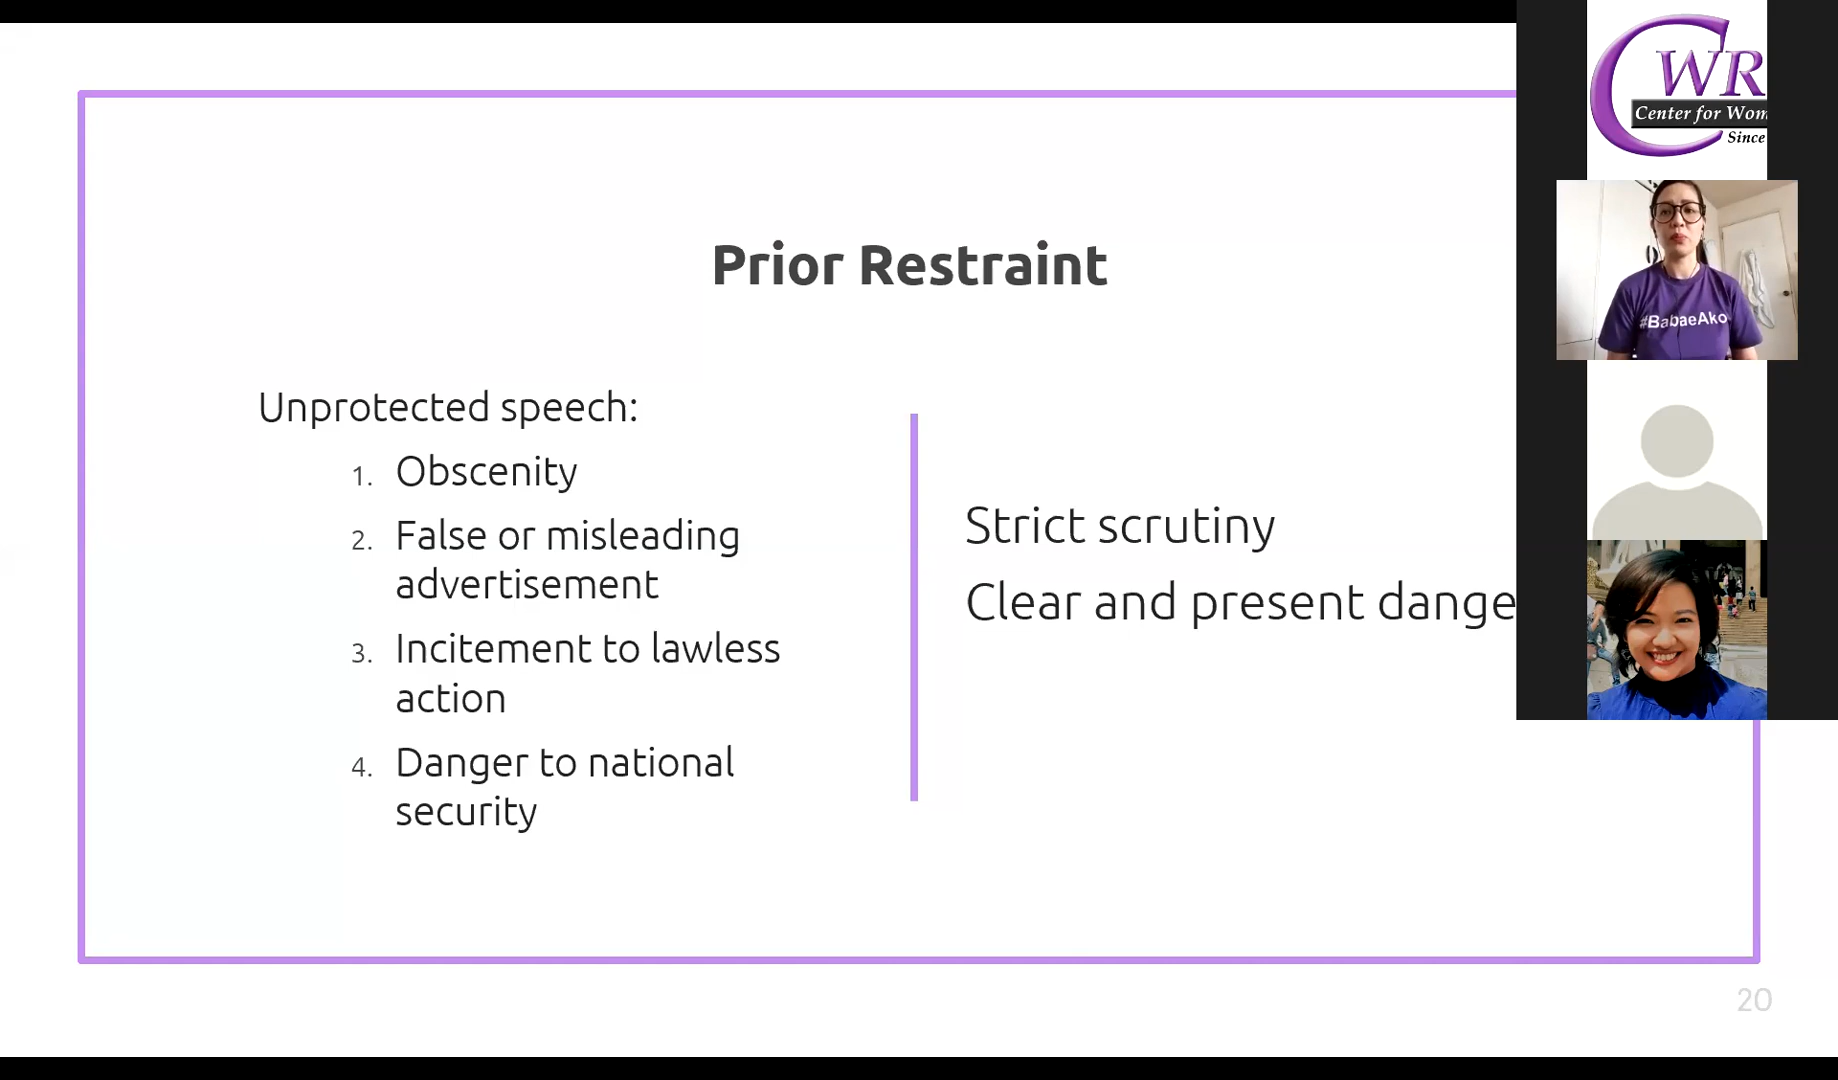 Prior Restraint
Unprotected speech:
1. Obscenity
2. False or misleading
advertisement
3. Incitement to lawless
action
4. Danger to national
security
Strict scrutiny
Clear and present dange
CWR
Center for Wom
Since
#BabaeAko
20